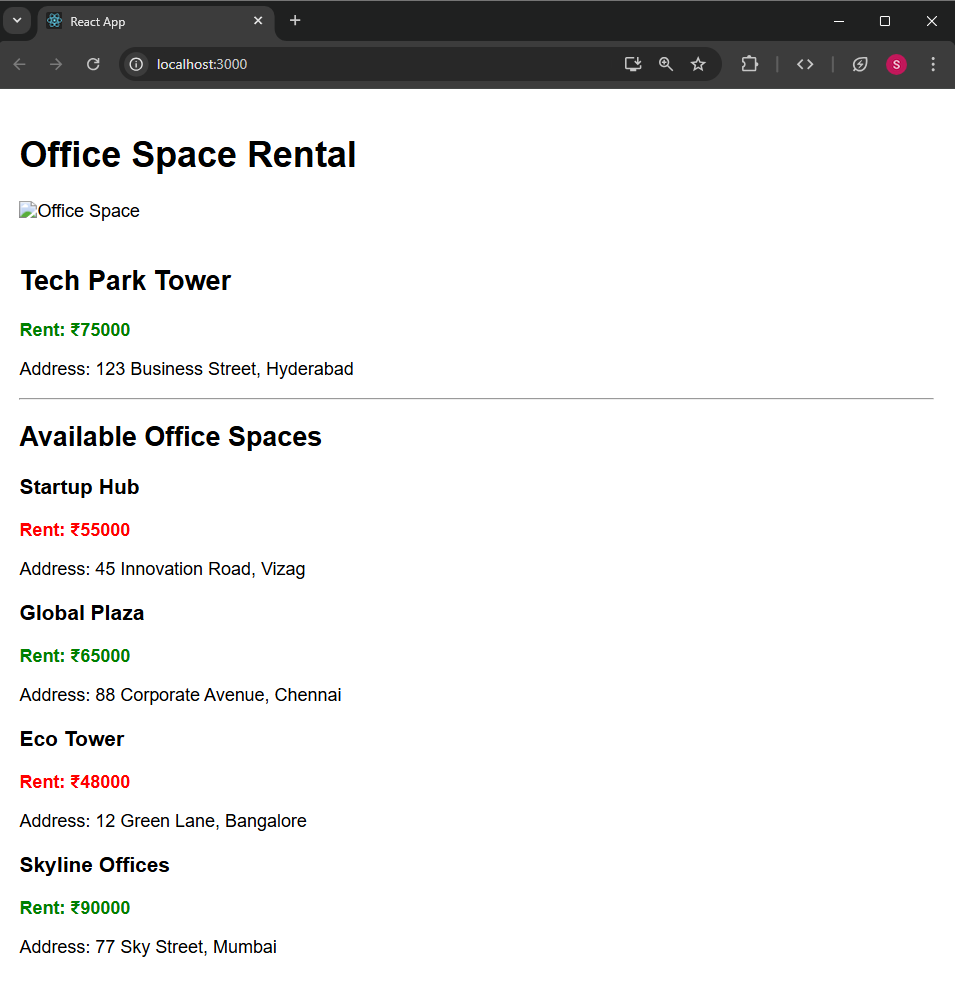 React App
localhost:3000
S
Office Space Rental
Office Space
Tech Park Tower
Rent: ₹75000
Address: 123 Business Street, Hyderabad
Available Office Spaces
Startup Hub
Rent: ₹55000
Address: 45 Innovation Road, Vizag
Global Plaza
Rent: ₹65000
Address: 88 Corporate Avenue, Chennai
Eco Tower
Rent: ₹48000
Address: 12 Green Lane, Bangalore
Skyline Offices
Rent: ₹90000
Address: 77 Sky Street, Mumbai